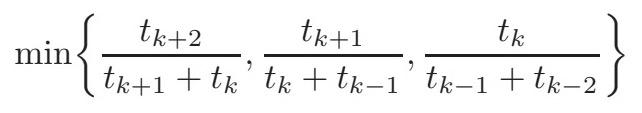 min{ t_{k+2} / (t_{k+1} + t_k), t_{k+1} / (t_k + t_{k-1}), t_k / (t_{k-1} + t_{k-2}) }